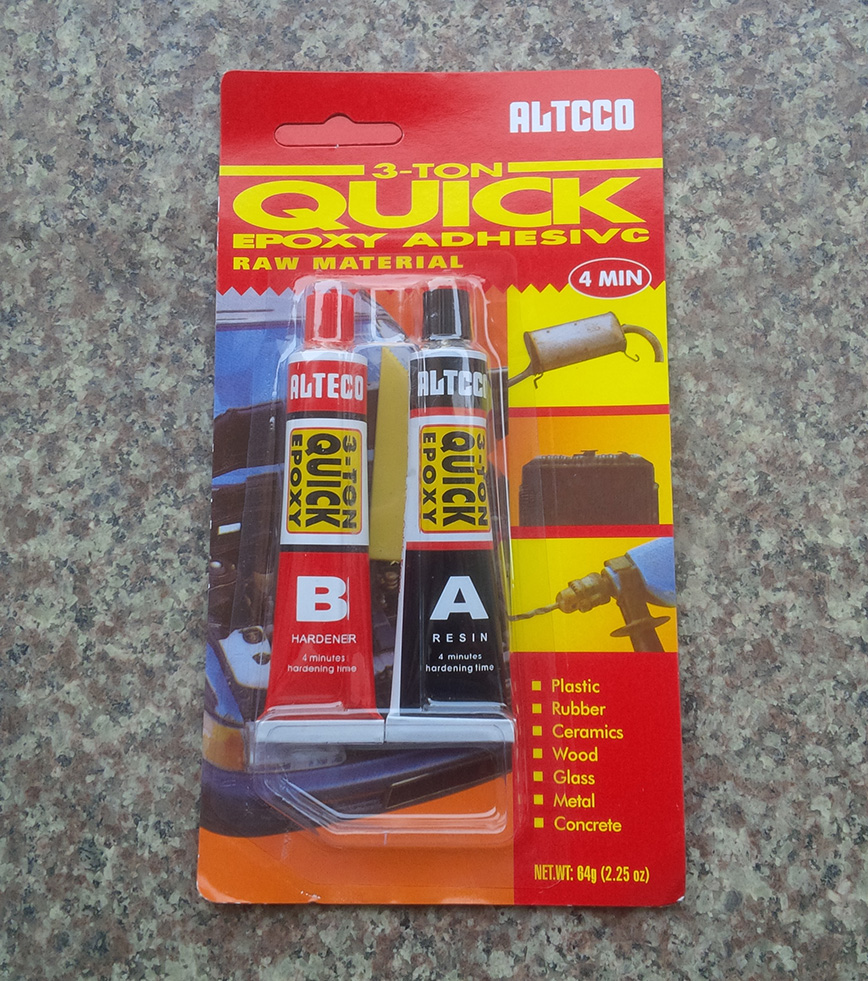 ALTCCO
3-TON
QUICK
EPOXY ADHESIVC
RAW MATERIAL
4 MIN
ALTECO
3-TON
QUICK
EPOXY
B
HARDENER
4 minutes
hardening time
ALTCC
3-TON
QUICK
EPOXY
A
RESIN
4 minutes
hardening time
Plastic
Rubber
Ceramics
Wood
Glass
Metal
Concrete
NET.WT: 64g (2.25 oz)